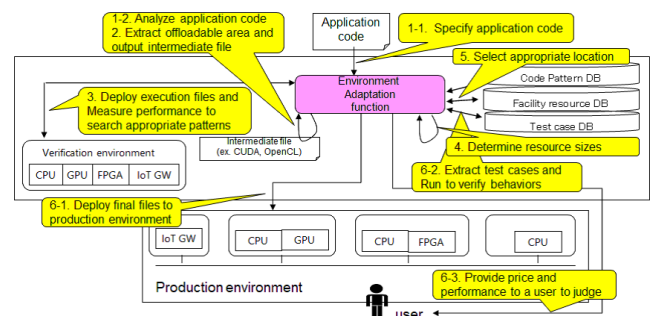 1-2. Analyze application code
2. Extract offloadable area and
output intermediate file
Application
code
1-1.  Specify application code
5. Select appropriate location
Environment
Adaptation
function
Code Pattern DB
Facility resource DB
Test case DB
3. Deploy execution files and
Measure performance to
search appropriate patterns
Intermediate file
(ex. CUDA, OpenCL)
4. Determine resource sizes
Verification environment
CPU GPU FPGA IoT GW
6-2. Extract test cases and
Run to verify behaviors
6-1. Deploy final files to
production environment
IoT GW
CPU GPU
CPU FPGA
CPU
Production environment
6-3. Provide price and
performance to a user to judge
user